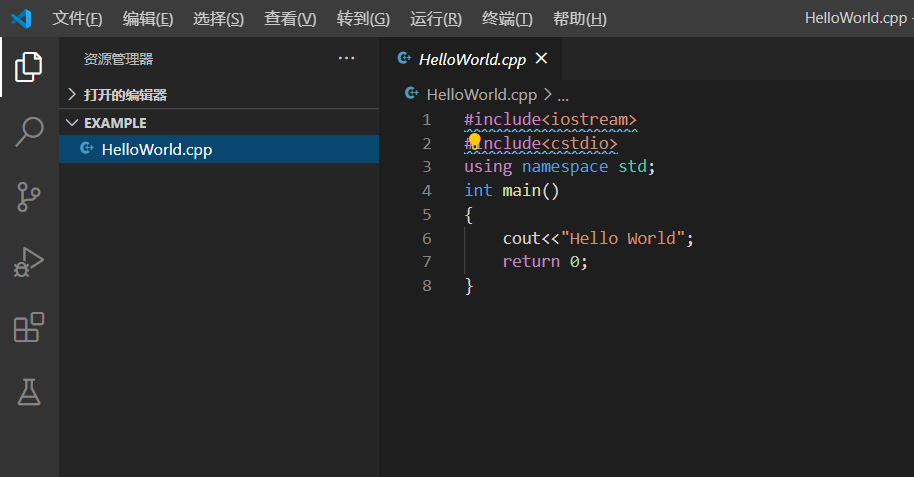 文件(F) 编辑(E) 选择(S) 查看(V) 转到(G) 运行(R) 终端(T) 帮助(H) HelloWorld.cpp -
资源管理器 ···
打开的编辑器
EXAMPLE
HelloWorld.cpp
HelloWorld.cpp
HelloWorld.cpp > ...
1 #include<iostream>
2 #include<cstdio>
3 using namespace std;
4 int main()
5 {
6 cout<<"Hello World";
7 return 0;
8 }